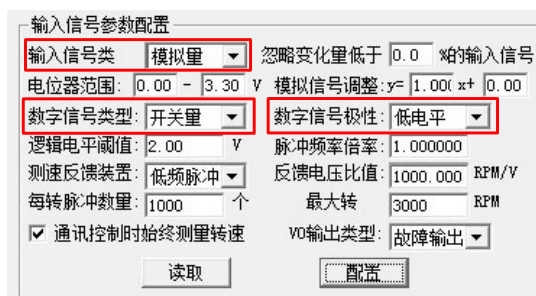 输入信号参数配置
输入信号类 模拟量 忽略变化量低于 0.0 %的输入信号
电位器范围: 0.00 - 3.30 V 模拟信号调整:y= 1.00( x+ 0.00
数字信号类型: 开关量 数字信号极性: 低电平
逻辑电平阈值: 2.00 V 脉冲频率倍率: 1.000000
测速反馈装置: 低频脉冲 反馈电压比值: 1000.000 RPM/V
每转脉冲数量: 1000 个 最大转 3000 RPM
通讯控制时始终测量转速 VO输出类型: 故障输出
读取 配置